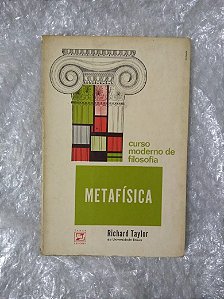 curso
moderno de
filosofia
METAFÍSICA
Richard Taylor